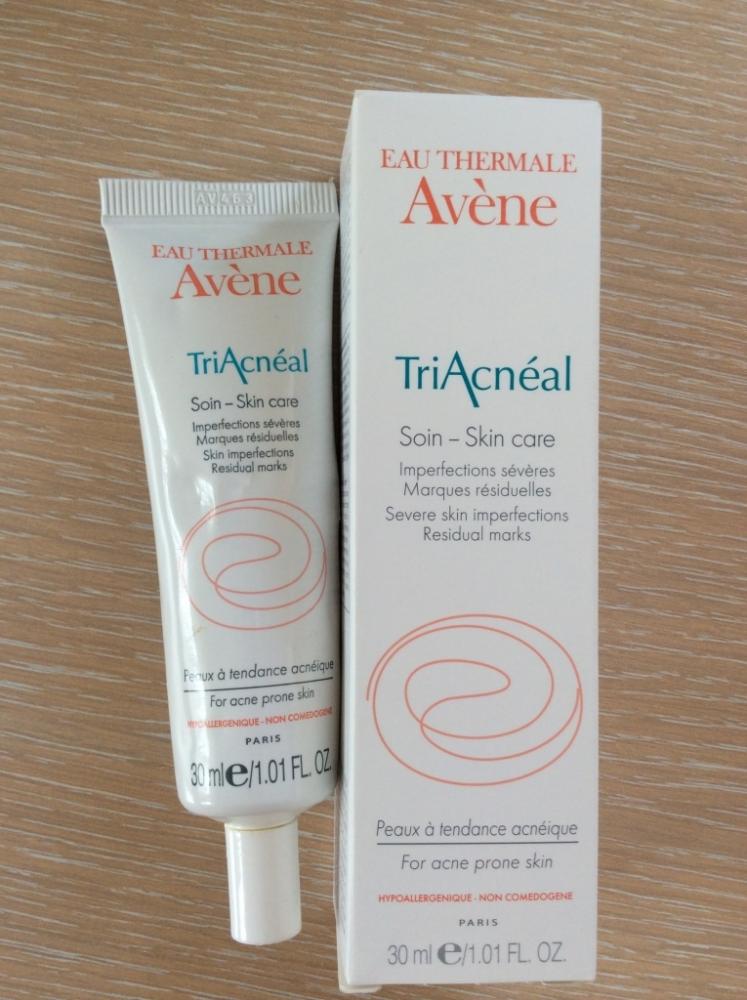 AV463
EAU THERMALE
Avène
TriAcnéal
Soin – Skin care
Imperfections sévères
Marques résiduelles
Skin imperfections
Residual marks
Peaux à tendance acnéique
For acne prone skin
HYPOALLERGENIQUE - NON COMEDOGENE
PARIS
30 ml e/1.01 FL. OZ.
EAU THERMALE
Avène
TriAcnéal
Soin – Skin care
Imperfections sévères
Marques résiduelles
Severe skin imperfections
Residual marks
Peaux à tendance acnéique
For acne prone skin
HYPOALLERGENIQUE - NON COMEDOGENE
PARIS
30 ml e/1.01 FL. OZ.